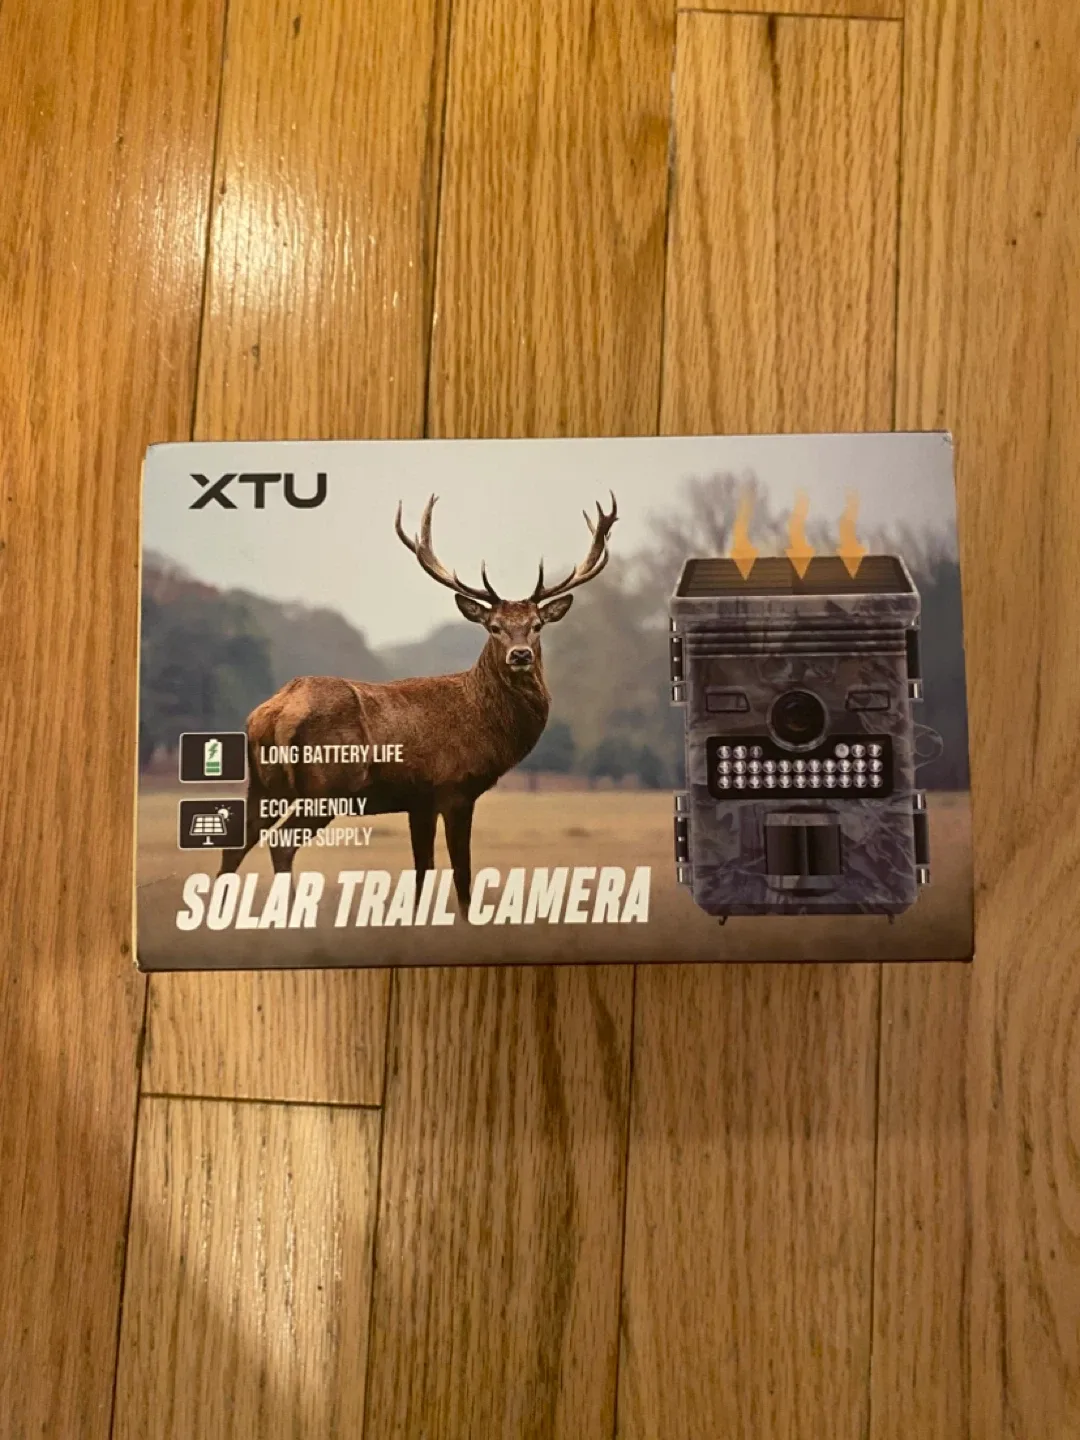 XTU
LONG BATTERY LIFE
ECO-FRIENDLY
POWER SUPPLY
SOLAR TRAIL CAMERA